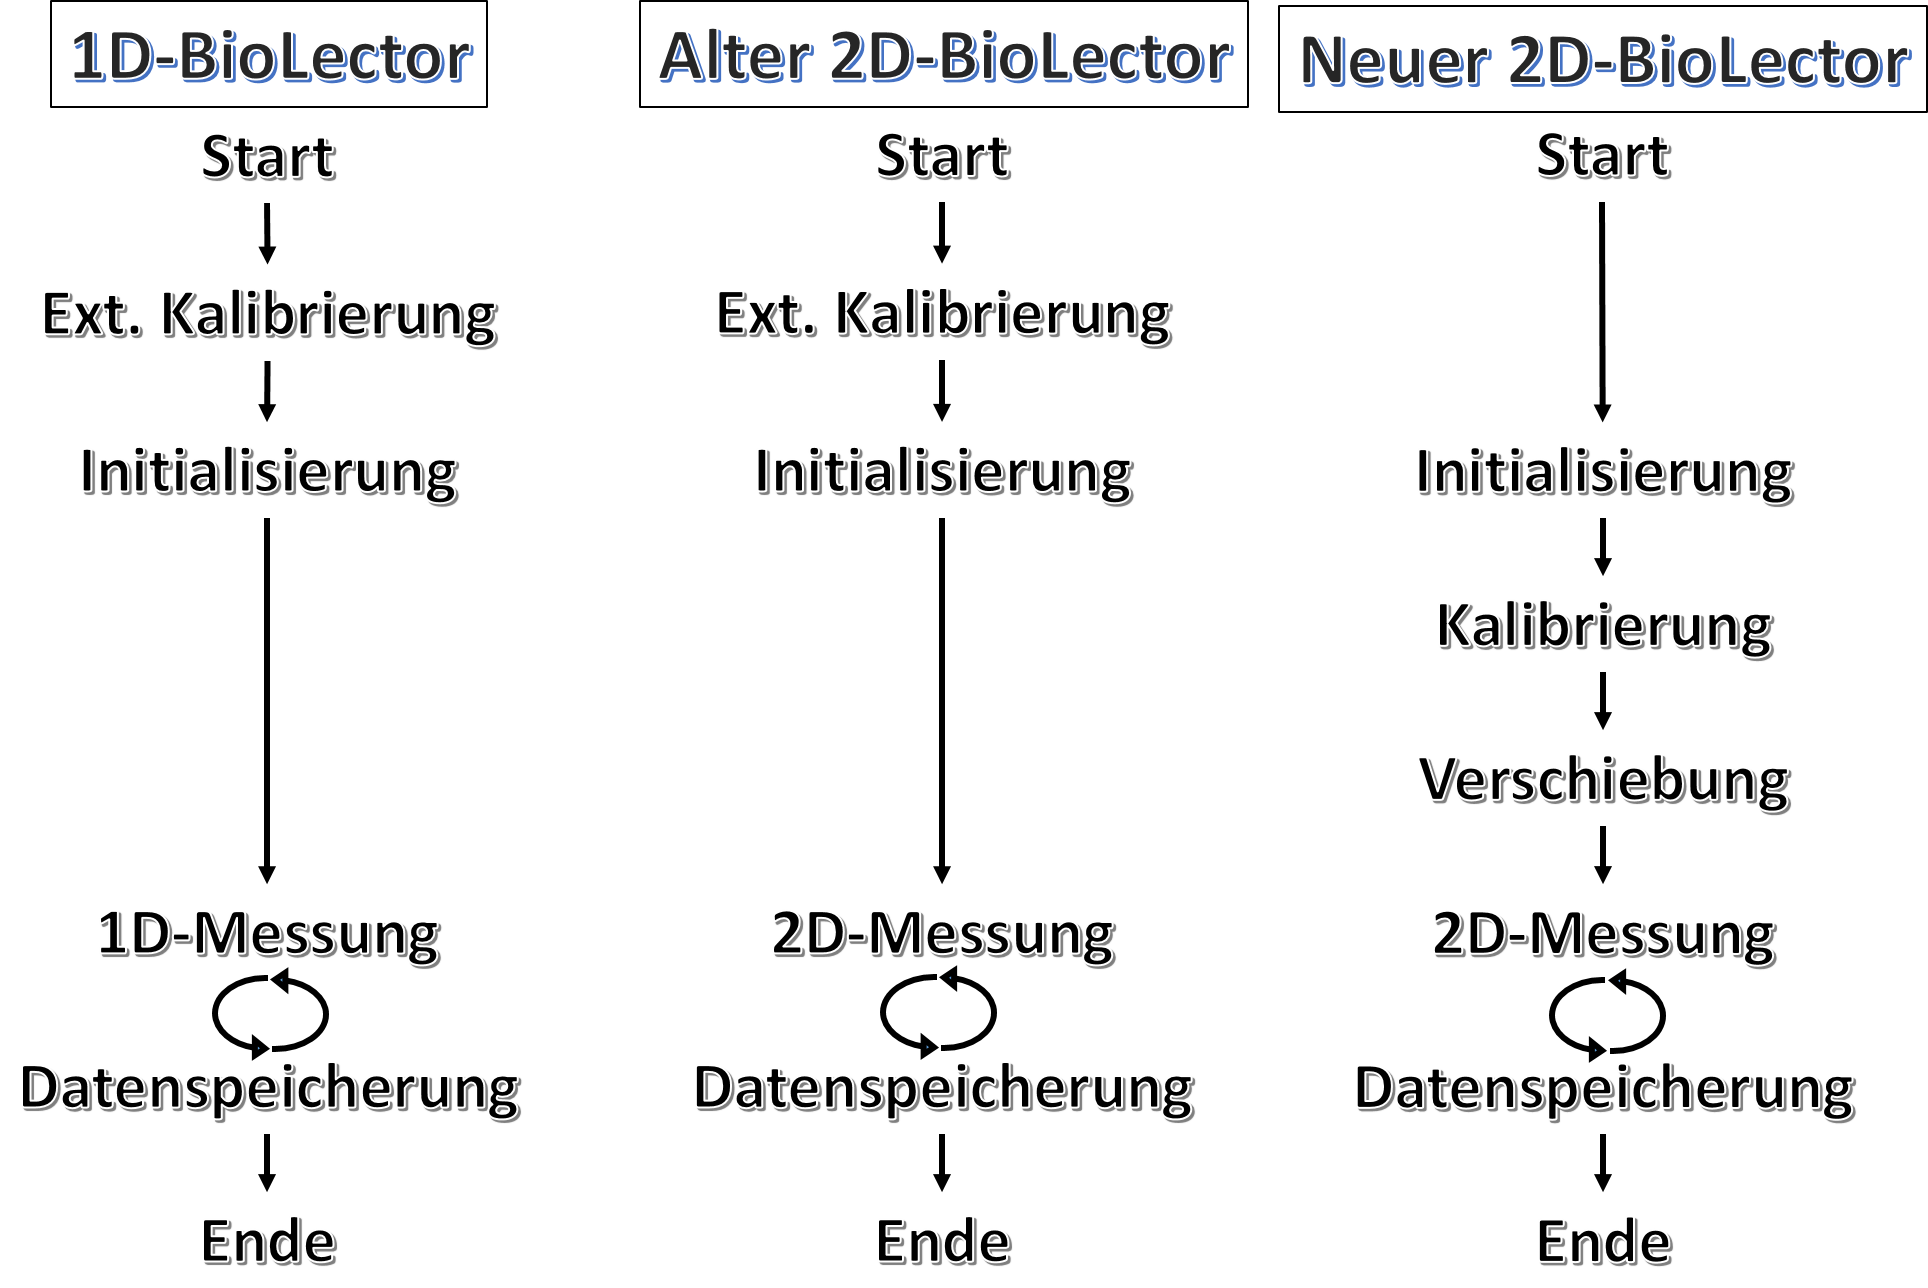 1D-BioLector
Start
Ext. Kalibrierung
Initialisierung
1D-Messung
Datenspeicherung
Ende
Alter 2D-BioLector
Start
Ext. Kalibrierung
Initialisierung
2D-Messung
Datenspeicherung
Ende
Neuer 2D-BioLector
Start
Initialisierung
Kalibrierung
Verschiebung
2D-Messung
Datenspeicherung
Ende